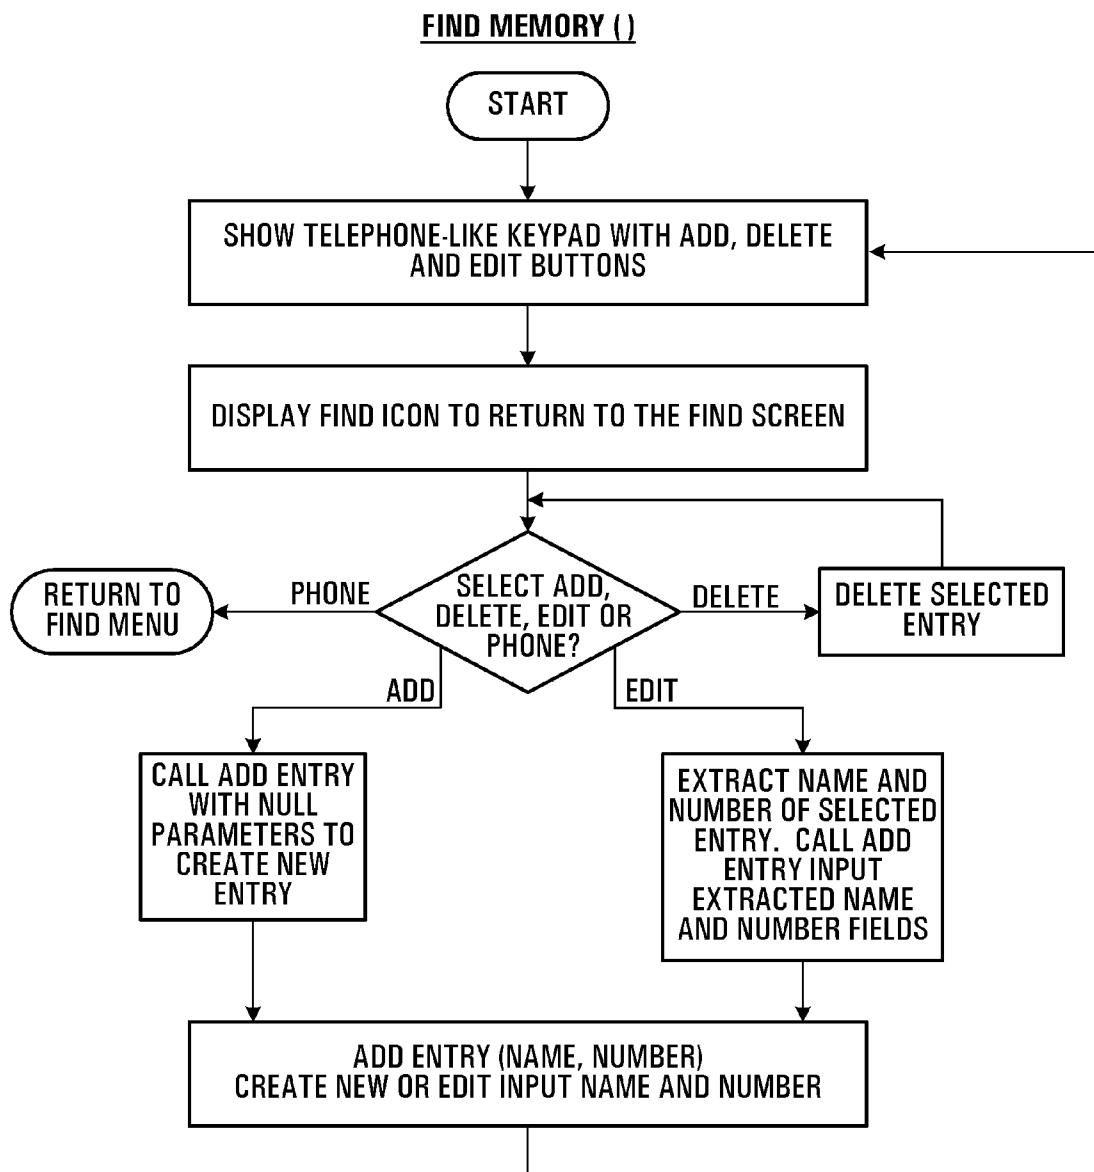 FIND MEMORY ( )
START
SHOW TELEPHONE-LIKE KEYPAD WITH ADD, DELETE
AND EDIT BUTTONS
DISPLAY FIND ICON TO RETURN TO THE FIND SCREEN
SELECT ADD,
DELETE, EDIT OR
PHONE?
PHONE
RETURN TO
FIND MENU
DELETE
DELETE SELECTED
ENTRY
ADD
EDIT
CALL ADD ENTRY
WITH NULL
PARAMETERS TO
CREATE NEW
ENTRY
EXTRACT NAME AND
NUMBER OF SELECTED
ENTRY. CALL ADD
ENTRY INPUT
EXTRACTED NAME
AND NUMBER FIELDS
ADD ENTRY (NAME, NUMBER)
CREATE NEW OR EDIT INPUT NAME AND NUMBER